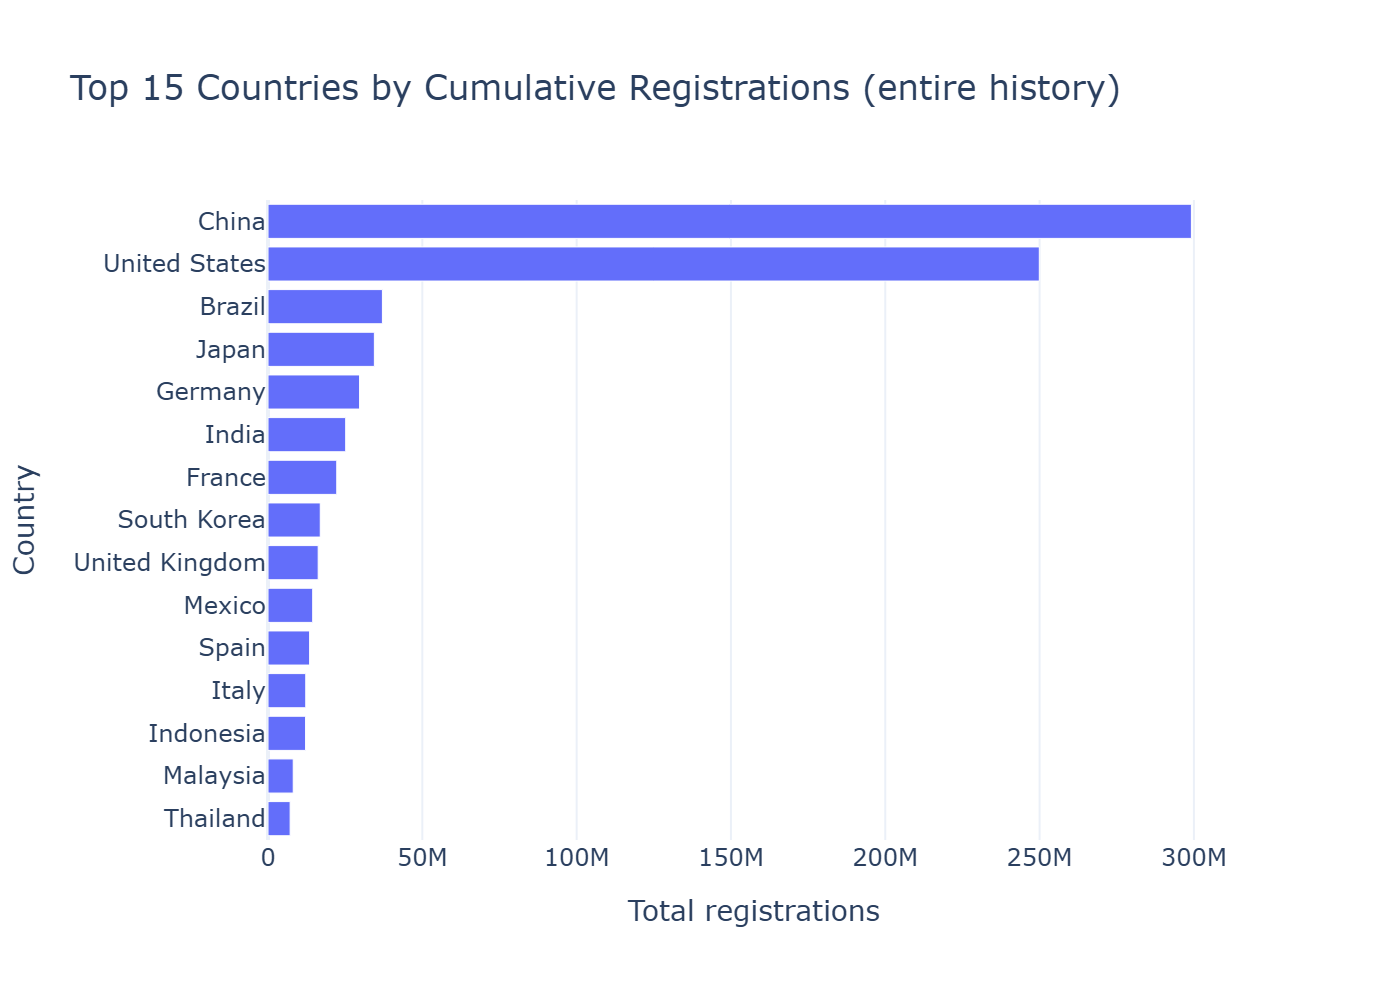 Top 15 Countries by Cumulative Registrations (entire history)
Country
China
United States
Brazil
Japan
Germany
India
France
South Korea
United Kingdom
Mexico
Spain
Italy
Indonesia
Malaysia
Thailand
0 50M 100M 150M 200M 250M 300M
Total registrations